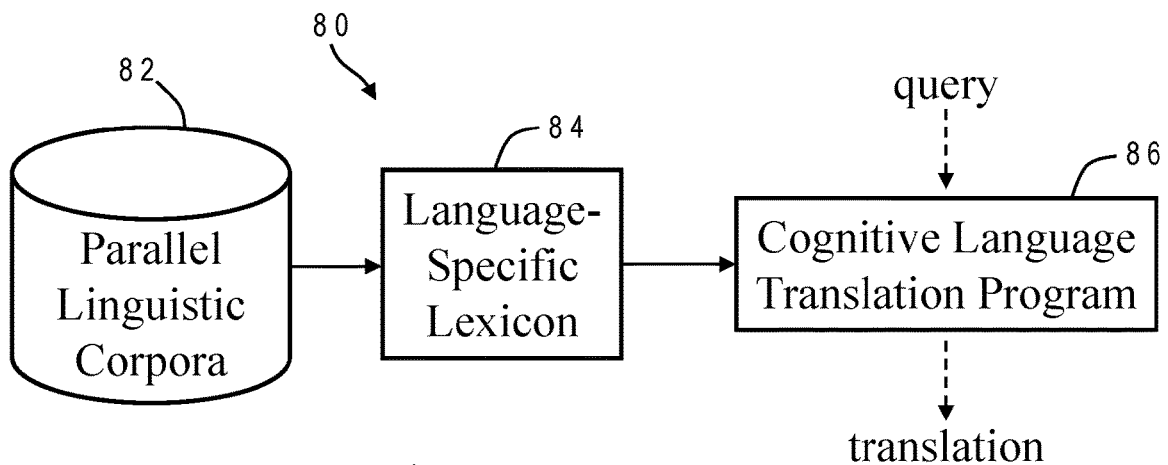 80
82
Parallel
Linguistic
Corpora
84
Language-
Specific
Lexicon
query
86
Cognitive Language
Translation Program
translation